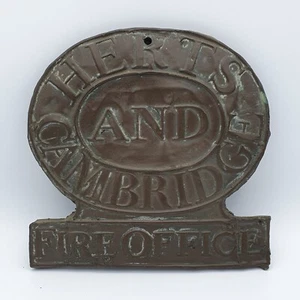 HERTS
AND
CAMBRIDGE
FIRE OFFICE